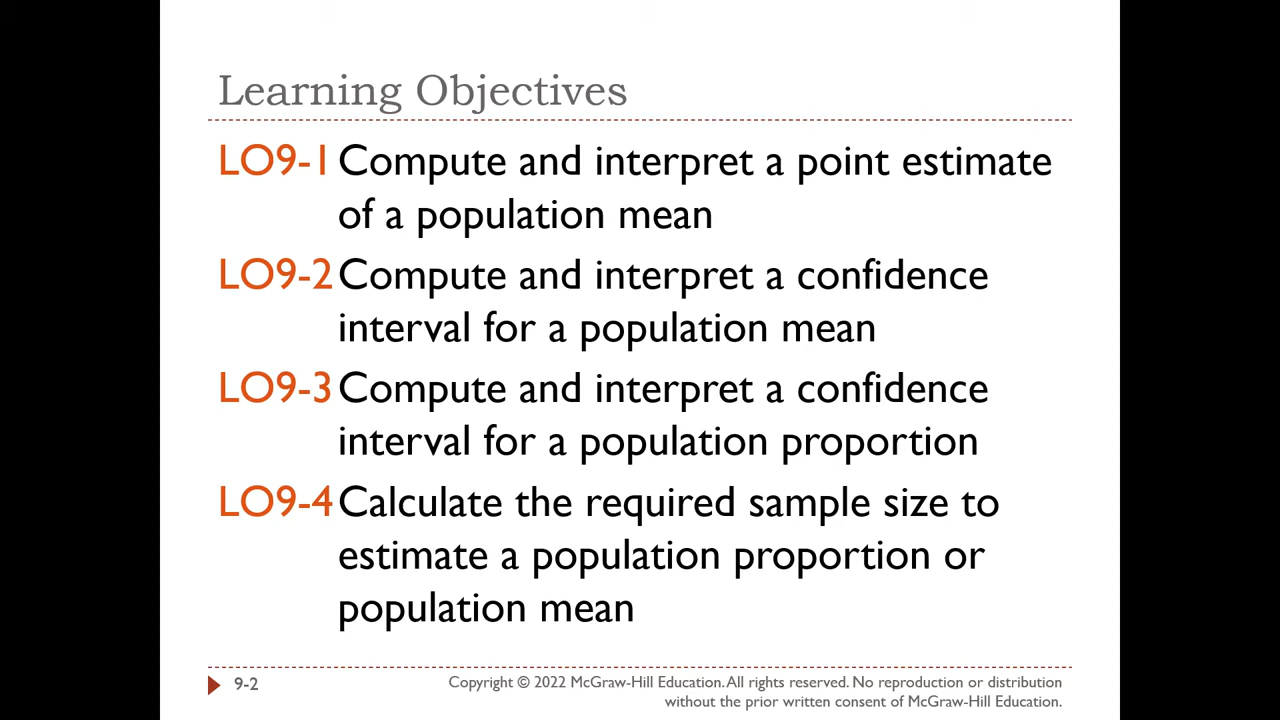 Learning Objectives
LO9-1 Compute and interpret a point estimate
of a population mean
LO9-2 Compute and interpret a confidence
interval for a population mean
LO9-3 Compute and interpret a confidence
interval for a population proportion
LO9-4 Calculate the required sample size to
estimate a population proportion or
population mean
9-2
Copyright © 2022 McGraw-Hill Education. All rights reserved. No reproduction or distribution
without the prior written consent of McGraw-Hill Education.